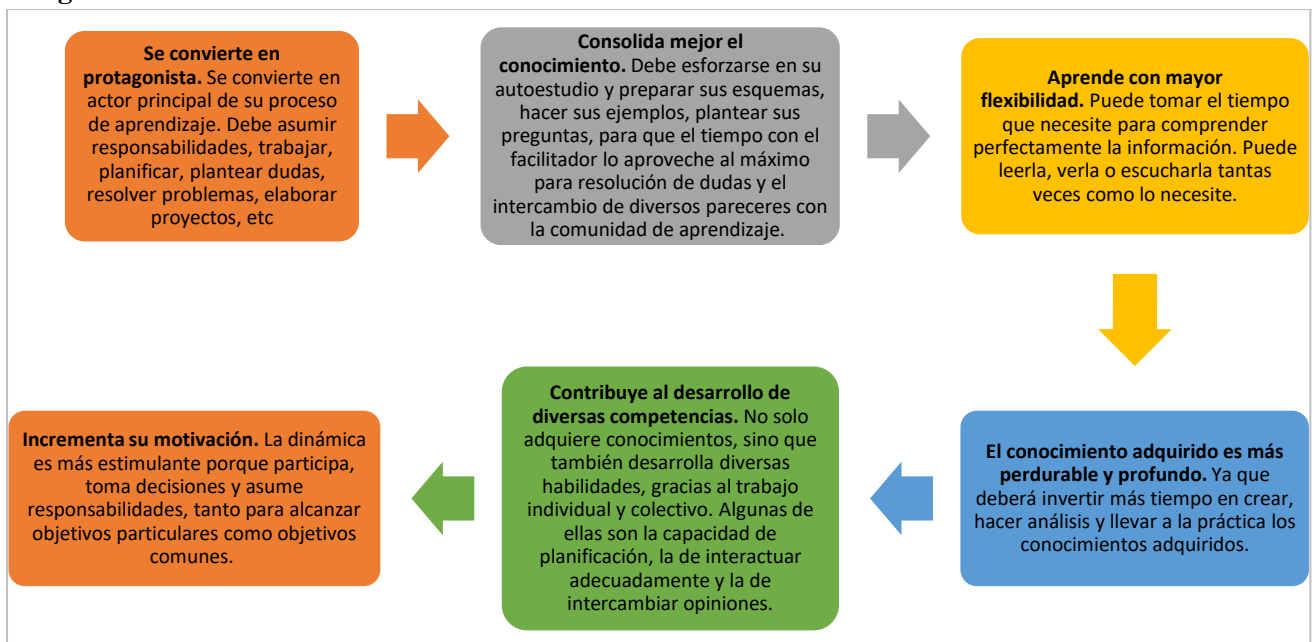 Se convierte en
protagonista. Se convierte en
actor principal de su proceso
de aprendizaje. Debe asumir
responsabilidades, trabajar,
planificar, plantear dudas,
resolver problemas, elaborar
proyectos, etc
Consolida mejor el
conocimiento. Debe esforzarse en su
autoestudio y preparar sus esquemas,
hacer sus ejemplos, plantear sus
preguntas, para que el tiempo con el
facilitador lo aproveche al máximo
para resolución de dudas y el
intercambio de diversos pareceres con
la comunidad de aprendizaje.
Aprende con mayor
flexibilidad. Puede tomar el tiempo
que necesite para comprender
perfectamente la información. Puede
leerla, verla o escucharla tantas
veces como lo necesite.
El conocimiento adquirido es más
perdurable y profundo. Ya que
deberá invertir más tiempo en crear,
hacer análisis y llevar a la práctica los
conocimientos adquiridos.
Contribuye al desarrollo de
diversas competencias. No solo
adquiere conocimientos, sino que
también desarrolla diversas
habilidades, gracias al trabajo
individual y colectivo. Algunas de
ellas son la capacidad de
planificación, la de interactuar
adecuadamente y la de
intercambiar opiniones.
Incrementa su motivación. La dinámica
es más estimulante porque participa,
toma decisiones y asume
responsabilidades, tanto para alcanzar
objetivos particulares como objetivos
comunes.